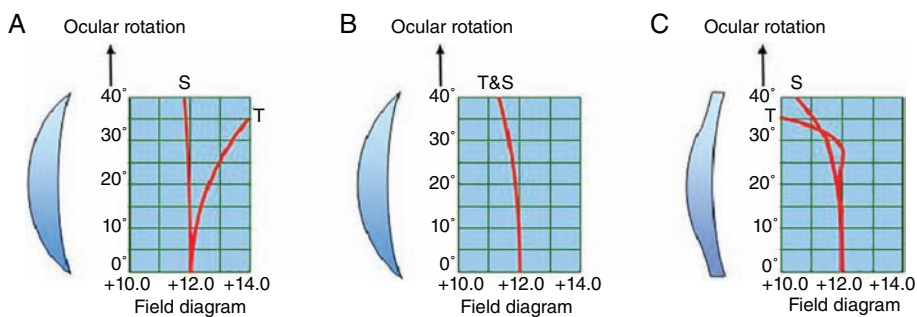 A
Ocular rotation
S
T
40°
30°
20°
10°
0°
+10.0 +12.0 +14.0
Field diagram
B
Ocular rotation
T&S
40°
30°
20°
10°
0°
+10.0 +12.0 +14.0
Field diagram
C
Ocular rotation
S
40°
T
30°
20°
10°
0°
+10.0 +12.0 +14.0
Field diagram